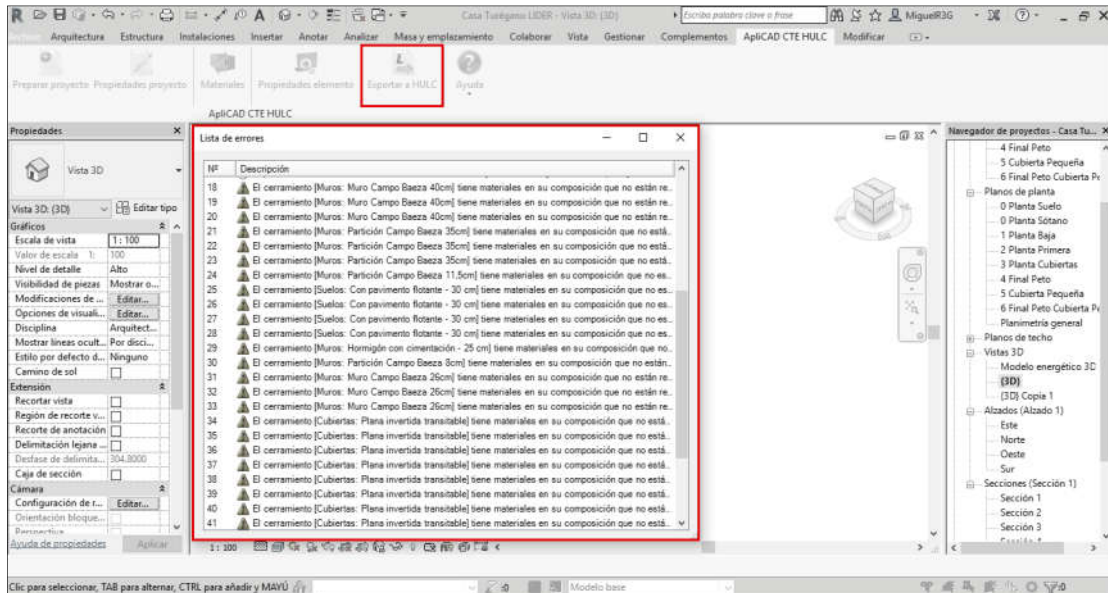 Casa Turégano LIDER - Vista 3D: {3D}
Escriba palabra clave o frase
MiguelR3G
Arquitectura Estructura Instalaciones Insertar Anotar Analizar Masa y emplazamiento Colaborar Vista Gestionar Complementos ApliCAD CTE HULC Modificar
Preparar proyecto Propiedades proyecto Materiales Propiedades elemento Exportar a HULC Ayuda
ApliCAD CTE HULC
Propiedades
Vista 3D
Vista 3D: {3D}
Editar tipo
Gráficos
Escala de vista 1 : 100
Valor de escala 1: 100
Nivel de detalle Alto
Visibilidad de piezas Mostrar o...
Modificaciones de ... Editar...
Opciones de visuali... Editar...
Disciplina Arquitect...
Mostrar líneas ocult... Por disci...
Estilo por defecto d... Ninguno
Camino de sol
Extensión
Recortar vista
Región de recorte v...
Recorte de anotación
Delimitación lejana ...
Desfase de delimita... 304.8000
Caja de sección
Cámara
Configuración de r... Editar...
Orientación bloque...
Perspectiva
Ayuda de propiedades Aplicar
Lista de errores
Nº Descripción
18 El cerramiento [Muros: Muro Campo Baeza 40cm] tiene materiales en su composición que no están re...
19 El cerramiento [Muros: Muro Campo Baeza 40cm] tiene materiales en su composición que no están re...
20 El cerramiento [Muros: Muro Campo Baeza 40cm] tiene materiales en su composición que no están re...
21 El cerramiento [Muros: Partición Campo Baeza 35cm] tiene materiales en su composición que no está...
22 El cerramiento [Muros: Partición Campo Baeza 35cm] tiene materiales en su composición que no está...
23 El cerramiento [Muros: Partición Campo Baeza 35cm] tiene materiales en su composición que no está...
24 El cerramiento [Muros: Partición Campo Baeza 11,5cm] tiene materiales en su composición que no es...
25 El cerramiento [Suelos: Con pavimento flotante - 30 cm] tiene materiales en su composición que no es...
26 El cerramiento [Suelos: Con pavimento flotante - 30 cm] tiene materiales en su composición que no es...
27 El cerramiento [Suelos: Con pavimento flotante - 30 cm] tiene materiales en su composición que no es...
28 El cerramiento [Suelos: Con pavimento flotante - 30 cm] tiene materiales en su composición que no es...
29 El cerramiento [Muros: Hormigón con cimentación - 25 cm] tiene materiales en su composición que no...
30 El cerramiento [Muros: Partición Campo Baeza 8cm] tiene materiales en su composición que no están...
31 El cerramiento [Muros: Muro Campo Baeza 26cm] tiene materiales en su composición que no están re...
32 El cerramiento [Muros: Muro Campo Baeza 26cm] tiene materiales en su composición que no están re...
33 El cerramiento [Muros: Muro Campo Baeza 26cm] tiene materiales en su composición que no están re...
34 El cerramiento [Cubiertas: Plana invertida transitable] tiene materiales en su composición que no está...
35 El cerramiento [Cubiertas: Plana invertida transitable] tiene materiales en su composición que no está...
36 El cerramiento [Cubiertas: Plana invertida transitable] tiene materiales en su composición que no está...
37 El cerramiento [Cubiertas: Plana invertida transitable] tiene materiales en su composición que no está...
38 El cerramiento [Cubiertas: Plana invertida transitable] tiene materiales en su composición que no está...
39 El cerramiento [Cubiertas: Plana invertida transitable] tiene materiales en su composición que no está...
40 El cerramiento [Cubiertas: Plana invertida transitable] tiene materiales en su composición que no está...
41 El cerramiento [Cubiertas: Plana invertida transitable] tiene materiales en su composición que no está...
1 : 100
Navegador de proyectos - Casa Tu...
4 Final Peto
5 Cubierta Pequeña
6 Final Peto Cubierta Pe
Planos de planta
0 Planta Suelo
0 Planta Sótano
1 Planta Baja
2 Planta Primera
3 Planta Cubiertas
4 Final Peto
5 Cubierta Pequeña
6 Final Peto Cubierta Pe
Planimetría general
Planos de techo
Vistas 3D
Modelo energético 3D
{3D}
{3D} Copia 1
Alzados (Alzado 1)
Este
Norte
Oeste
Sur
Secciones (Sección 1)
Sección 1
Sección 2
Sección 3
Clic para seleccionar, TAB para alternar, CTRL para añadir y MAYÚ
:0
Modelo base
:0